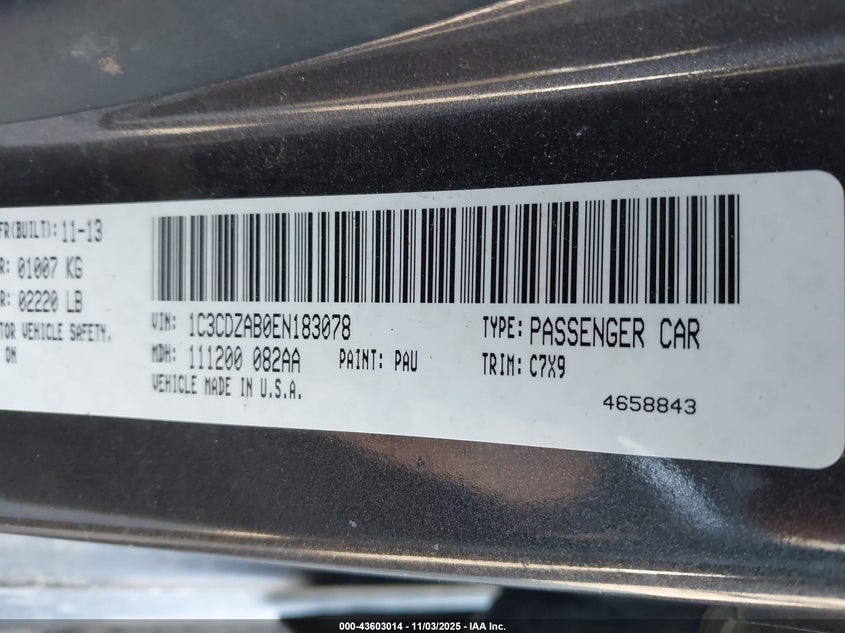 FR(BUILT): 11-13
R: 01007 KG
R: 02220 LB
TOR VEHICLE SAFETY,
ON
VIN: 1C3CDZAB0EN183078
TYPE: PASSENGER CAR
MDH: 111200 082AA
PAINT: PAU
TRIM: C7X9
VEHICLE MADE IN U.S.A.
4658843
000-43603014 - 11/03/2025 - IAA Inc.